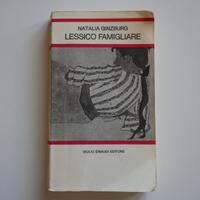 NATALIA GINZBURG
LESSICO FAMIGLIARE
GIULIO EINAUDI EDITORE